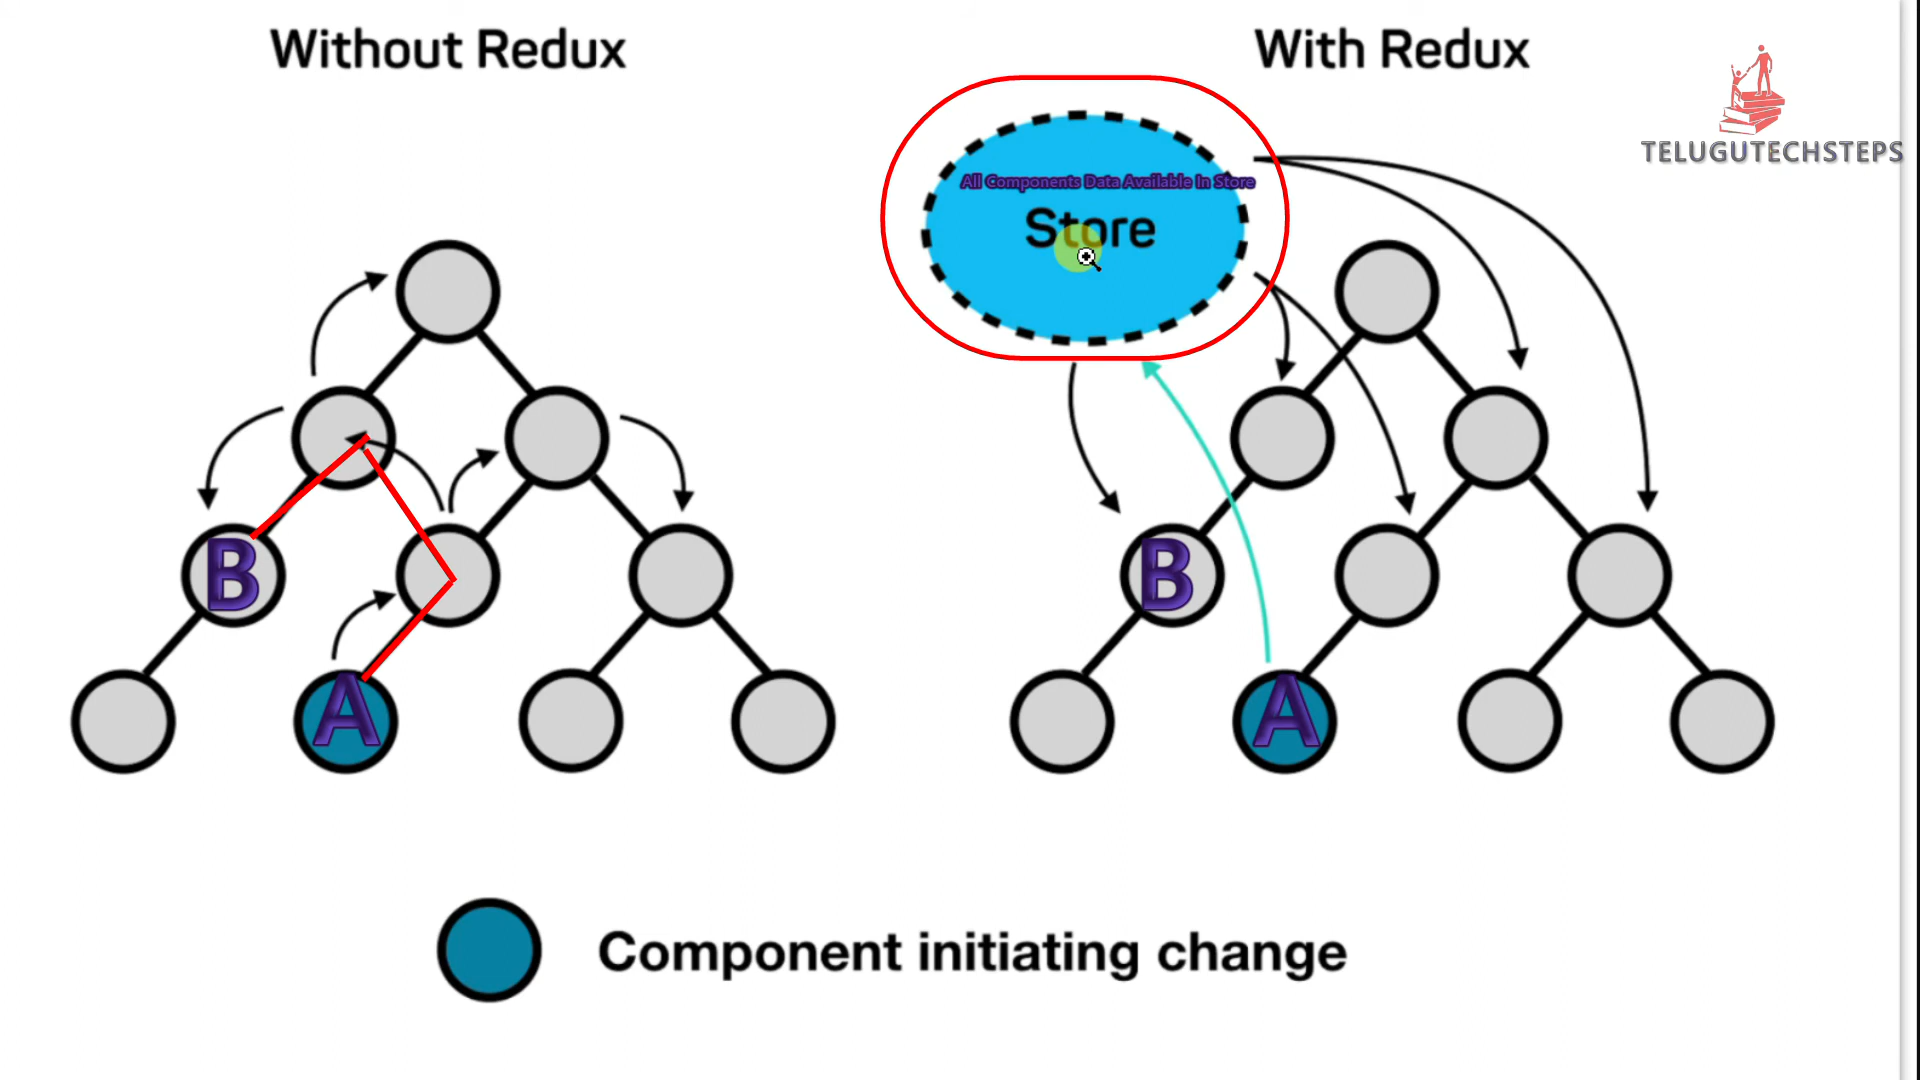 Without Redux
With Redux
TELUGUTECHSTEPS
All Components Data Available In Store
Store
B
A
B
A
Component initiating change